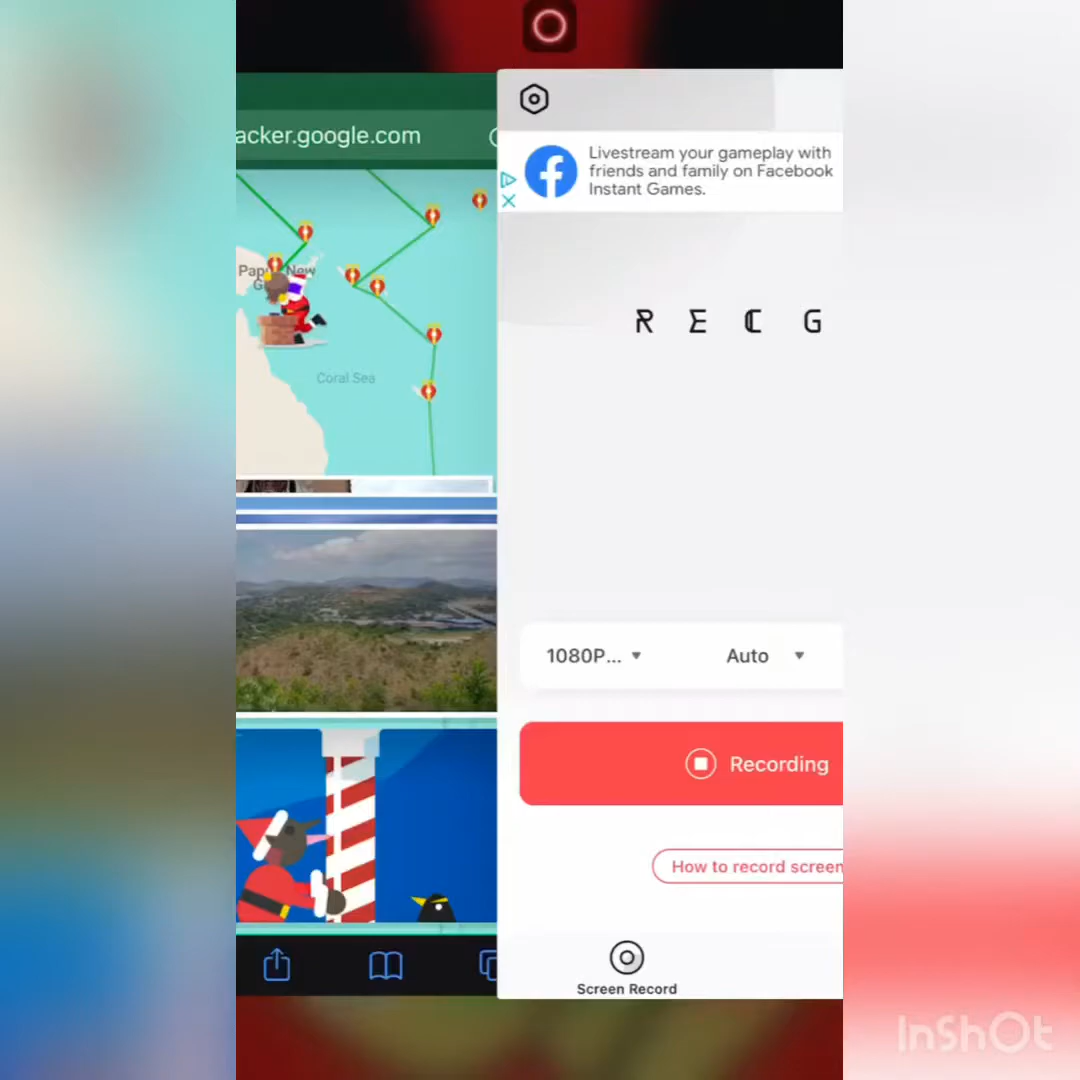 acker.google.com
Papu New
G
Coral Sea
Livestream your gameplay with
friends and family on Facebook
Instant Games.
R E C G
1080P... Auto
Recording
How to record screen
Screen Record
InShOt